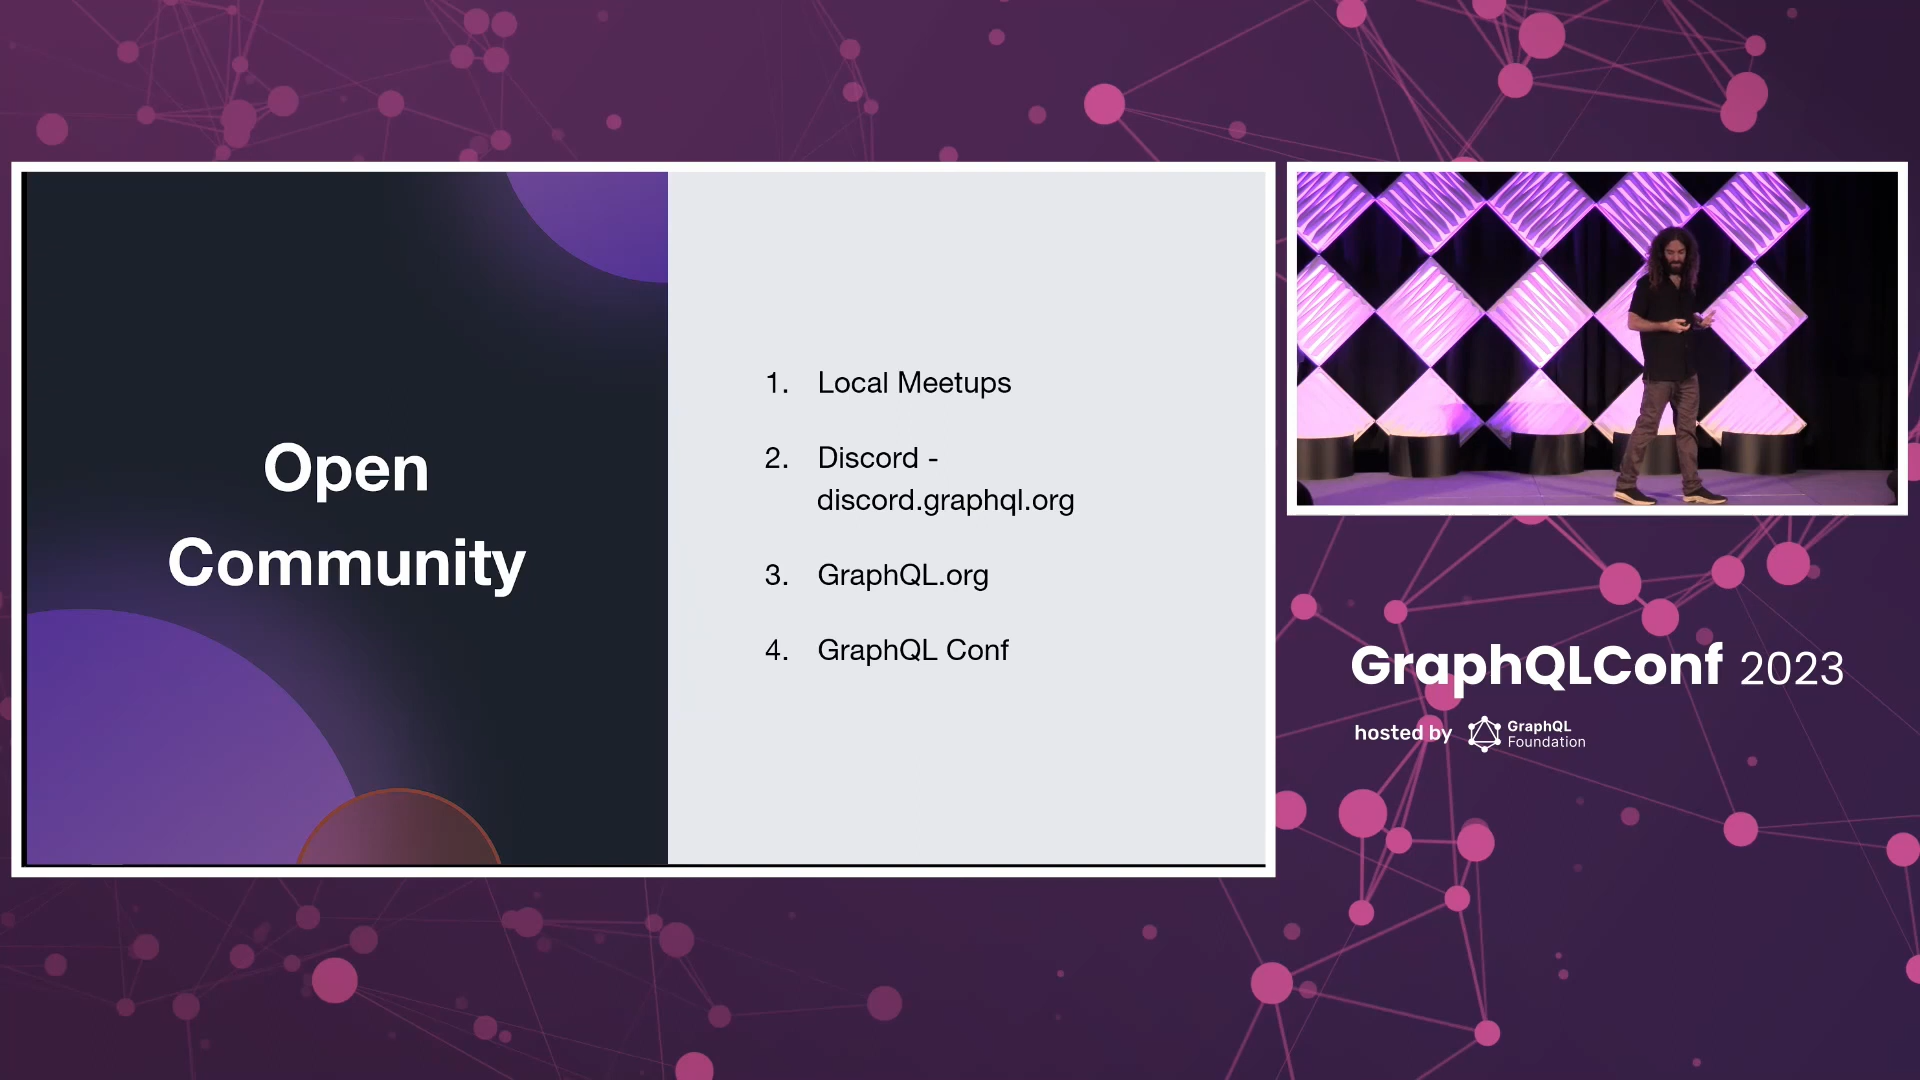 Open
Community
1. Local Meetups
2. Discord -
discord.graphql.org
3. GraphQL.org
4. GraphQL Conf
GraphQLConf 2023
hosted by
GraphQL
Foundation